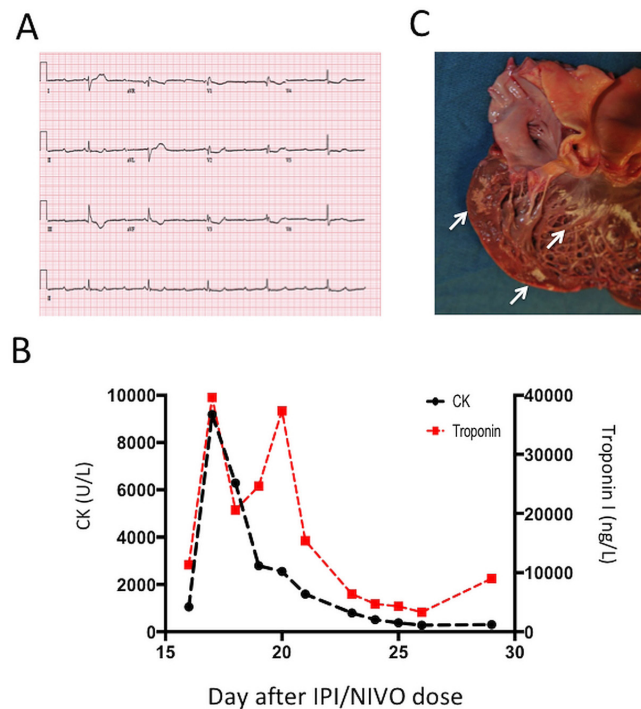 A
C
I
aVR
V1
V4
II
aVL
V2
V5
III
aVF
V3
V6
II
B
10000
8000
6000
4000
2000
0
CK (U/L)
CK
Troponin
40000
30000
20000
10000
0
Troponin I (ng/L)
15
20
25
30
Day after IPI/NIVO dose